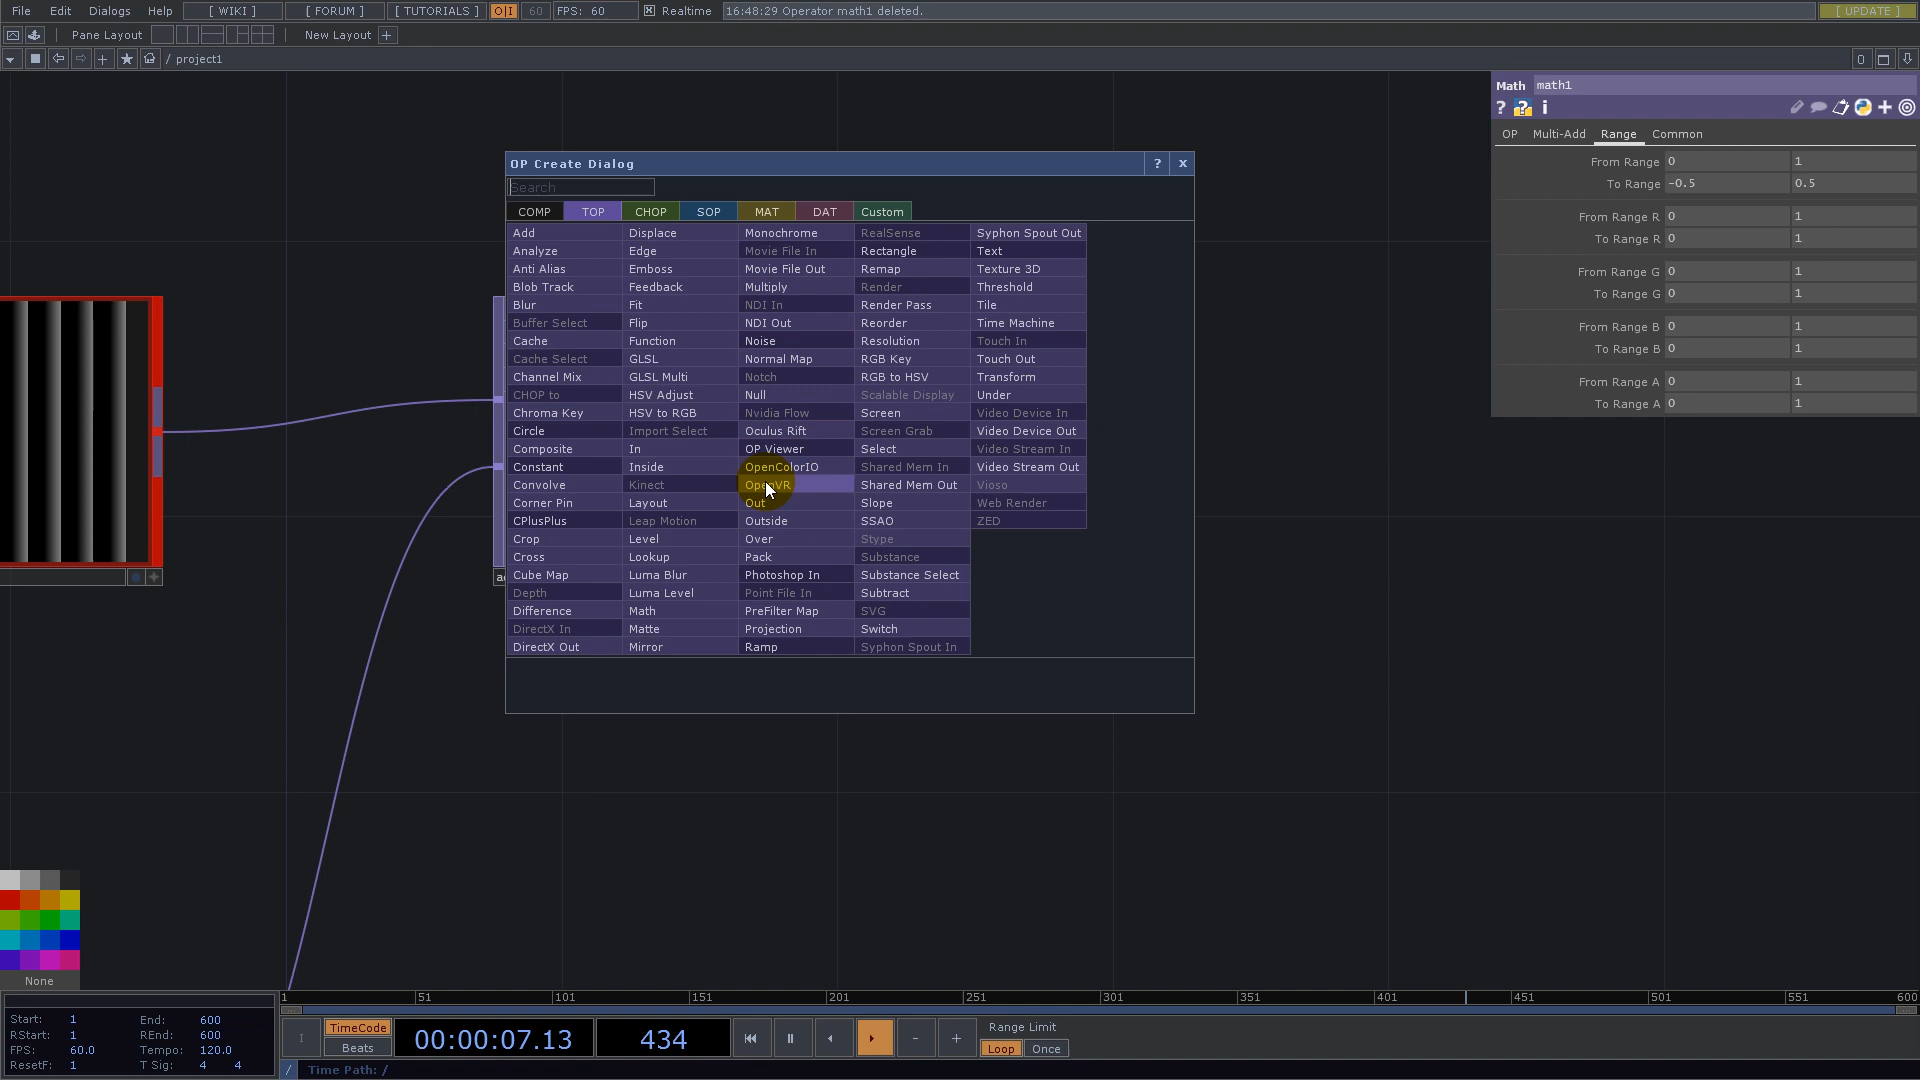 File Edit Dialogs Help [ WIKI ] [ FORUM ] [ TUTORIALS ] O|I 60 FPS: 60 Realtime 16:48:29 Operator math1 deleted. [ UPDATE ]
Pane Layout New Layout +
/ project1 0
Math math1
? ? i
OP Multi-Add Range Common
From Range 0 1
To Range -0.5 0.5
From Range R 0 1
To Range R 0 1
From Range G 0 1
To Range G 0 1
From Range B 0 1
To Range B 0 1
From Range A 0 1
To Range A 0 1
OP Create Dialog ? x
Search
COMP TOP CHOP SOP MAT DAT Custom
Add Displace Monochrome RealSense Syphon Spout Out
Analyze Edge Movie File In Rectangle Text
Anti Alias Emboss Movie File Out Remap Texture 3D
Blob Track Feedback Multiply Render Threshold
Blur Fit NDI In Render Pass Tile
Buffer Select Flip NDI Out Reorder Time Machine
Cache Function Noise Resolution Touch In
Cache Select GLSL Normal Map RGB Key Touch Out
Channel Mix GLSL Multi Notch RGB to HSV Transform
CHOP to HSV Adjust Null Scalable Display Under
Chroma Key HSV to RGB Nvidia Flow Screen Video Device In
Circle Import Select Oculus Rift Screen Grab Video Device Out
Composite In OP Viewer Select Video Stream In
Constant Inside OpenColorIO Shared Mem In Video Stream Out
Convolve Kinect OpenVR Shared Mem Out Vioso
Corner Pin Layout Out Slope Web Render
CPlusPlus Leap Motion Outside SSAO ZED
Crop Level Over Stype
Cross Lookup Pack Substance
Cube Map Luma Blur Photoshop In Substance Select
Depth Luma Level Point File In Subtract
Difference Math PreFilter Map SVG
DirectX In Matte Projection Switch
DirectX Out Mirror Ramp Syphon Spout In
None
1 51 101 151 201 251 301 351 401 451 501 551 600
Start: 1 End: 600
RStart: 1 REnd: 600
FPS: 60.0 Tempo: 120.0
ResetF: 1 T Sig: 4 4
I TimeCode Beats 00:00:07.13 434 - + Range Limit
Loop Once
/ Time Path: /